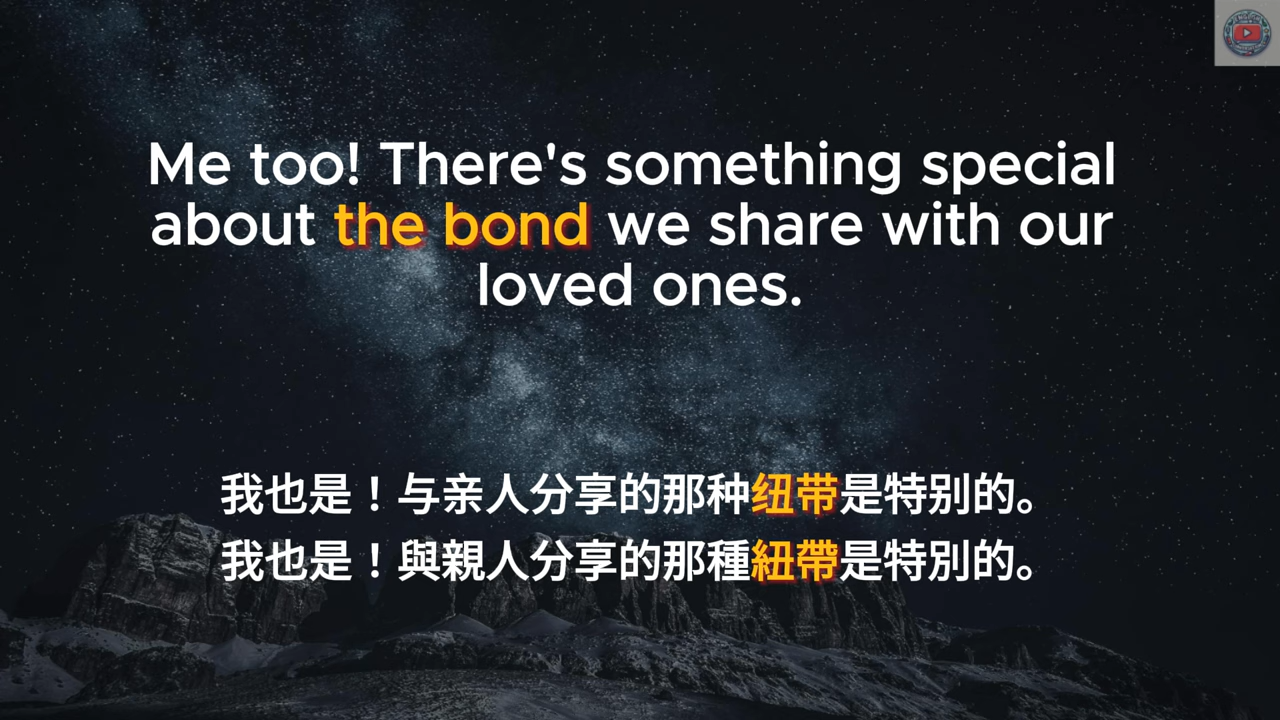 Me too! There's something special
about the bond we share with our
loved ones.
我也是！与亲人分享的那种纽带是特别的。
我也是！與親人分享的那種紐帶是特別的。